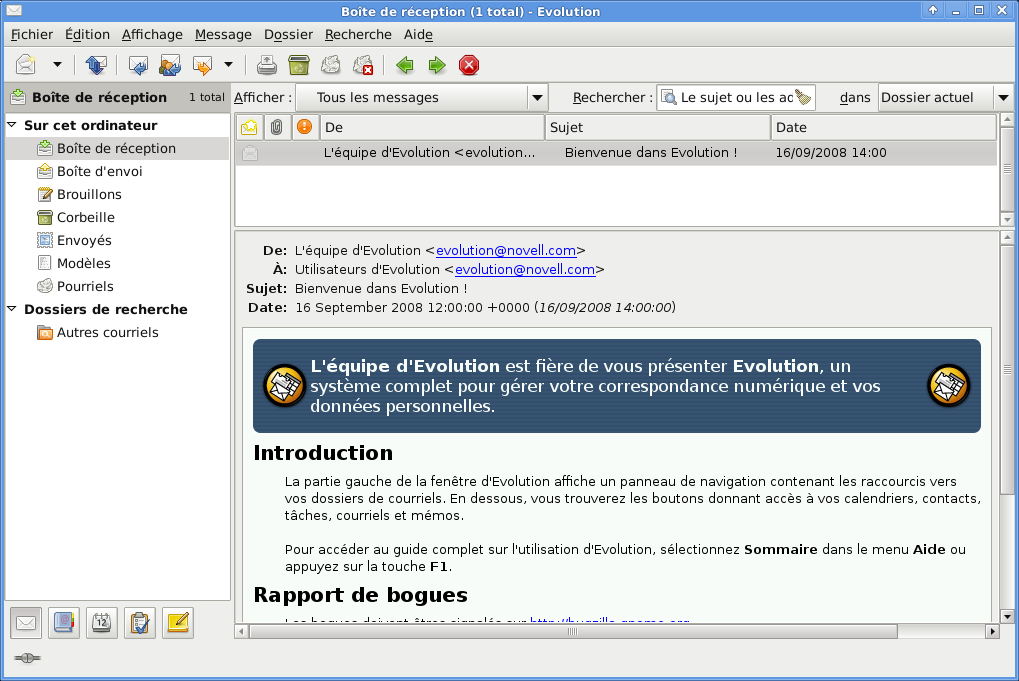 Boîte de réception (1 total) - Evolution
Fichier Édition Affichage Message Dossier Recherche Aide
Boîte de réception 1 total
Afficher : Tous les messages Rechercher : Le sujet ou les ac dans Dossier actuel
Sur cet ordinateur
Boîte de réception
Boîte d'envoi
Brouillons
Corbeille
Envoyés
Modèles
Pourriels
Dossiers de recherche
Autres courriels
12
De Sujet Date
L'équipe d'Evolution <evolution... Bienvenue dans Evolution ! 16/09/2008 14:00
De: L'équipe d'Evolution <evolution@novell.com>
À: Utilisateurs d'Evolution <evolution@novell.com>
Sujet: Bienvenue dans Evolution !
Date: 16 September 2008 12:00:00 +0000 (16/09/2008 14:00:00)
L'équipe d'Evolution est fière de vous présenter Evolution, un
système complet pour gérer votre correspondance numérique et vos
données personnelles.
Introduction
La partie gauche de la fenêtre d'Evolution affiche un panneau de navigation contenant les raccourcis vers
vos dossiers de courriels. En dessous, vous trouverez les boutons donnant accès à vos calendriers, contacts,
tâches, courriels et mémos.
Pour accéder au guide complet sur l'utilisation d'Evolution, sélectionnez Sommaire dans le menu Aide ou
appuyez sur la touche F1.
Rapport de bogues